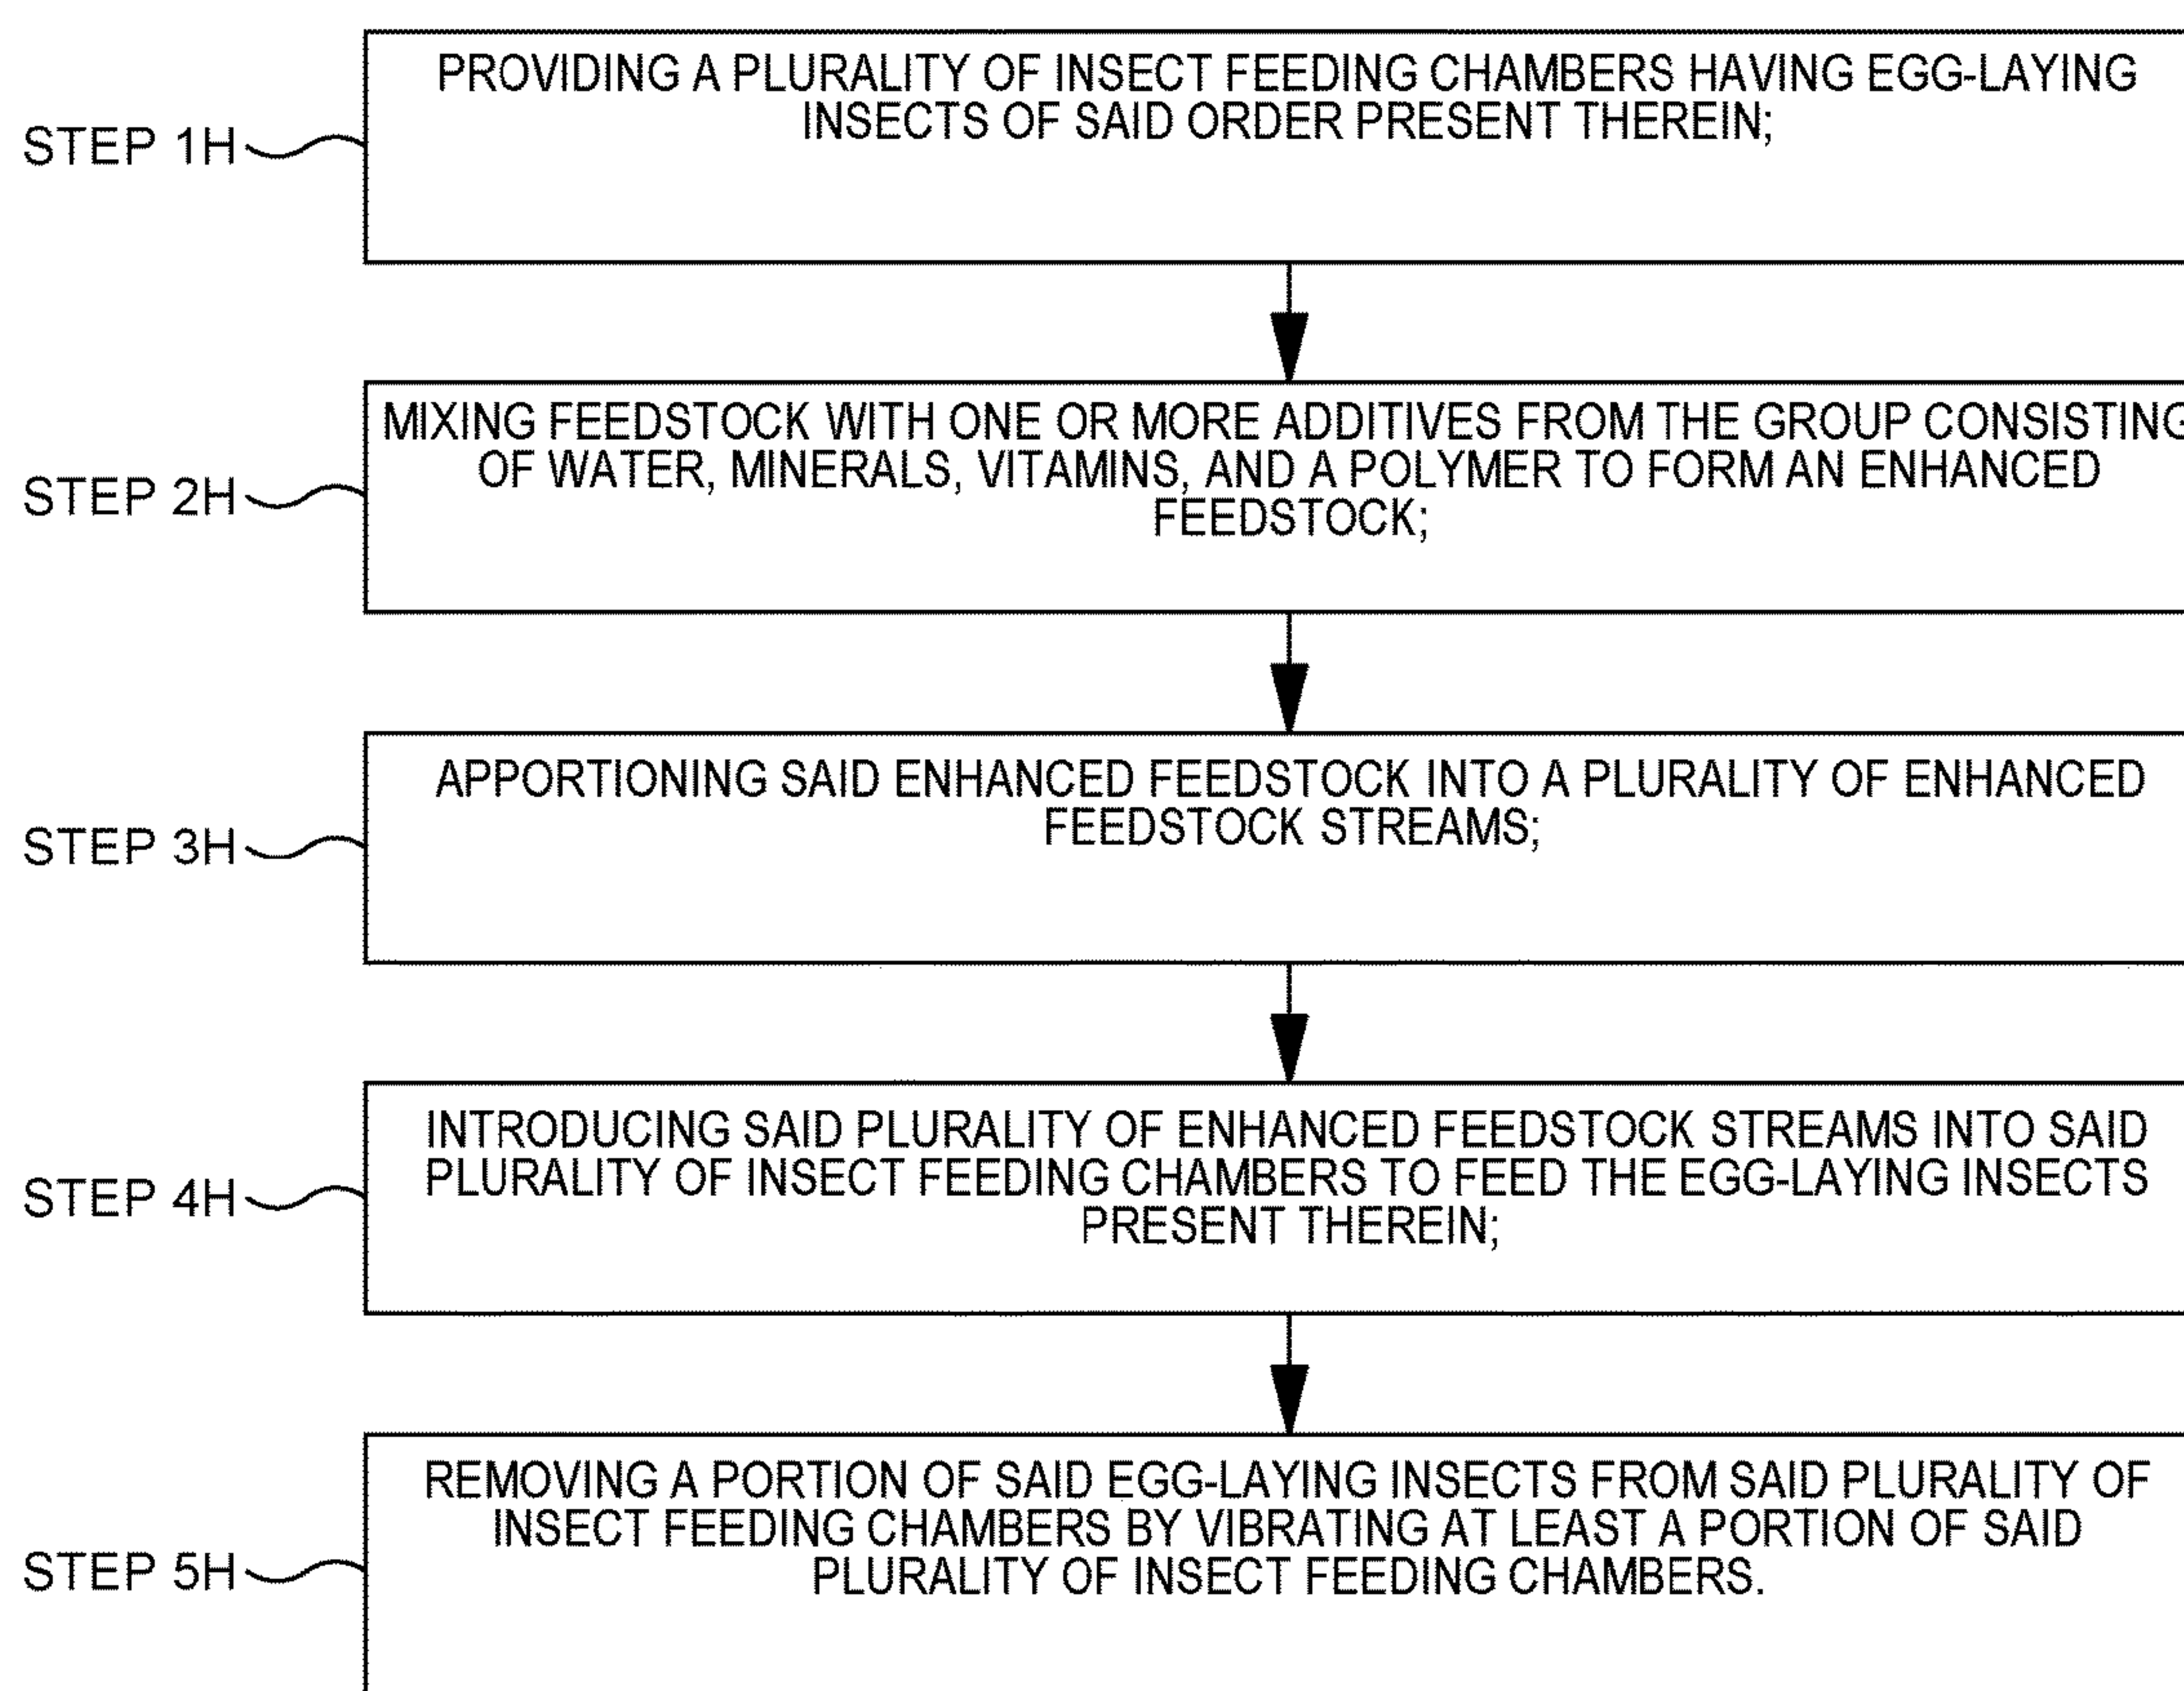 PROVIDING A PLURALITY OF INSECT FEEDING CHAMBERS HAVING EGG-LAYING
INSECTS OF SAID ORDER PRESENT THEREIN;
STEP 1H
MIXING FEEDSTOCK WITH ONE OR MORE ADDITIVES FROM THE GROUP CONSISTING
OF WATER, MINERALS, VITAMINS, AND A POLYMER TO FORM AN ENHANCED
STEP 2H
FEEDSTOCK;
APPORTIONING SAID ENHANCED FEEDSTOCK INTO A PLURALITY OF ENHANCED
FEEDSTOCK STREAMS;
STEP 3H
INTRODUCING SAID PLURALITY OF ENHANCED FEEDSTOCK STREAMS INTO SAID
PLURALITY OF INSECT FEEDING CHAMBERS TO FEED THE EGG-LAYING INSECTS
STEP 4H
PRESENT THEREIN;
REMOVING A PORTION OF SAID EGG-LAYING INSECTS FROM SAID PLURALITY OF
INSECT FEEDING CHAMBERS BY VIBRATING AT LEAST A PORTION OF SAID
STEP 5H
PLURALITY OF INSECT FEEDING CHAMBERS.